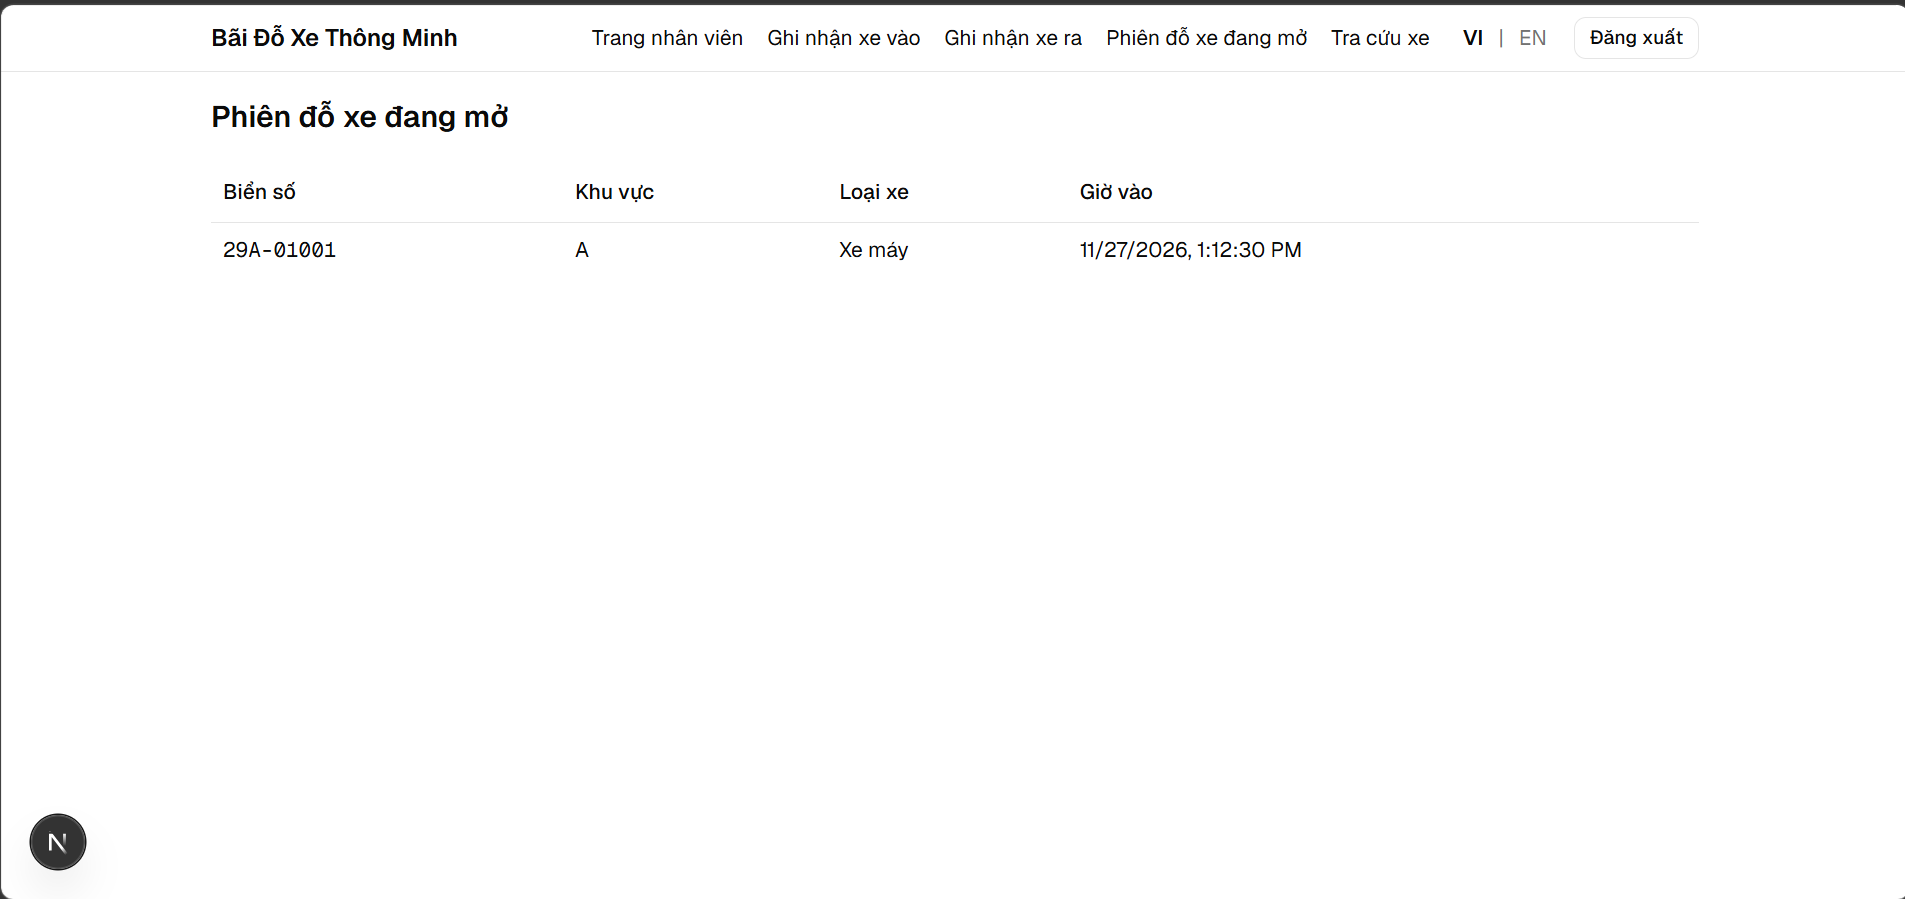 Bãi Đỗ Xe Thông Minh Trang nhân viên Ghi nhận xe vào Ghi nhận xe ra Phiên đỗ xe đang mở Tra cứu xe VI | EN Đăng xuất
Phiên đỗ xe đang mở
Biển số Khu vực Loại xe Giờ vào
29A-01001 A Xe máy 11/27/2026, 1:12:30 PM
N